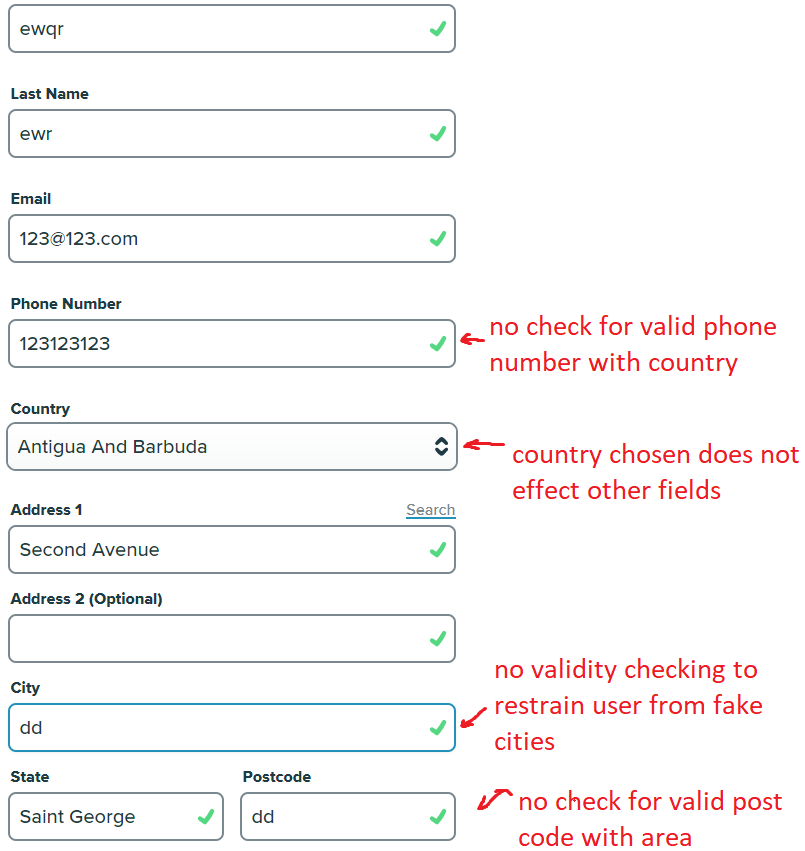 ewqr
Last Name
ewr
Email
123@123.com
Phone Number
123123123
no check for valid phone
number with country
Country
Antigua And Barbuda
country chosen does not
effect other fields
Address 1 Search
Second Avenue
Address 2 (Optional)
no validity checking to
restrain user from fake
cities
City
dd
State Postcode
Saint George dd
no check for valid post
code with area